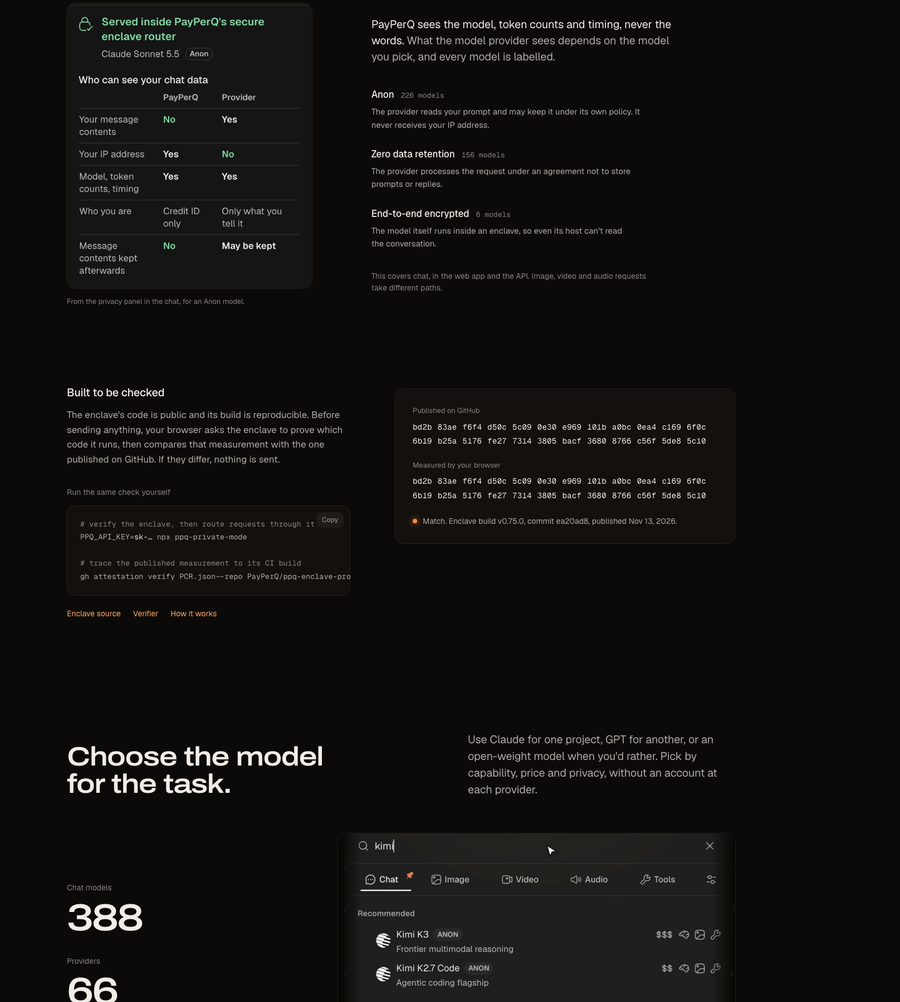 Served inside PayPerQ's secure
enclave router
Claude Sonnet 5.5 Anon
Who can see your chat data
PayPerQ Provider
Your message
contents No Yes
Your IP address Yes No
Model, token
counts, timing Yes Yes
Who you are Credit ID
only Only what you
tell it
Message
contents kept
afterwards No May be kept
From the privacy panel in the chat, for an Anon model.
PayPerQ sees the model, token counts and timing, never the
words. What the model provider sees depends on the model
you pick, and every model is labelled.
Anon 226 models
The provider reads your prompt and may keep it under its own policy. It
never receives your IP address.
Zero data retention 156 models
The provider processes the request under an agreement not to store
prompts or replies.
End-to-end encrypted 6 models
The model itself runs inside an enclave, so even its host can't read
the conversation.
This covers chat, in the web app and the API. Image, video and audio requests
take different paths.
Built to be checked
The enclave's code is public and its build is reproducible. Before
sending anything, your browser asks the enclave to prove which
code it runs, then compares that measurement with the one
published on GitHub. If they differ, nothing is sent.
Run the same check yourself
Copy
# verify the enclave, then route requests through it
PPQ_API_KEY=sk-… npx ppq-private-mode
# trace the published measurement to its CI build
gh attestation verify PCR.json--repo PayPerQ/ppq-enclave-pro
Enclave source Verifier How it works
Published on GitHub
bd2b 83ae f6f4 d50c 5c09 0e30 e969 101b a0bc 0ea4 c169 6f0c
6b19 b25a 5176 fe27 7314 3805 bacf 3680 8766 c56f 5de8 5c10
Measured by your browser
bd2b 83ae f6f4 d50c 5c09 0e30 e969 101b a0bc 0ea4 c169 6f0c
6b19 b25a 5176 fe27 7314 3805 bacf 3680 8766 c56f 5de8 5c10
Match. Enclave build v0.75.0, commit ea20ad8, published Nov 13, 2026.
Choose the model
for the task.
Use Claude for one project, GPT for another, or an
open-weight model when you'd rather. Pick by
capability, price and privacy, without an account at
each provider.
Chat models
388
Providers
66
kimi
Chat Image Video Audio Tools
Recommended
Kimi K3 ANON $$$
Frontier multimodal reasoning
Kimi K2.7 Code ANON $$
Agentic coding flagship